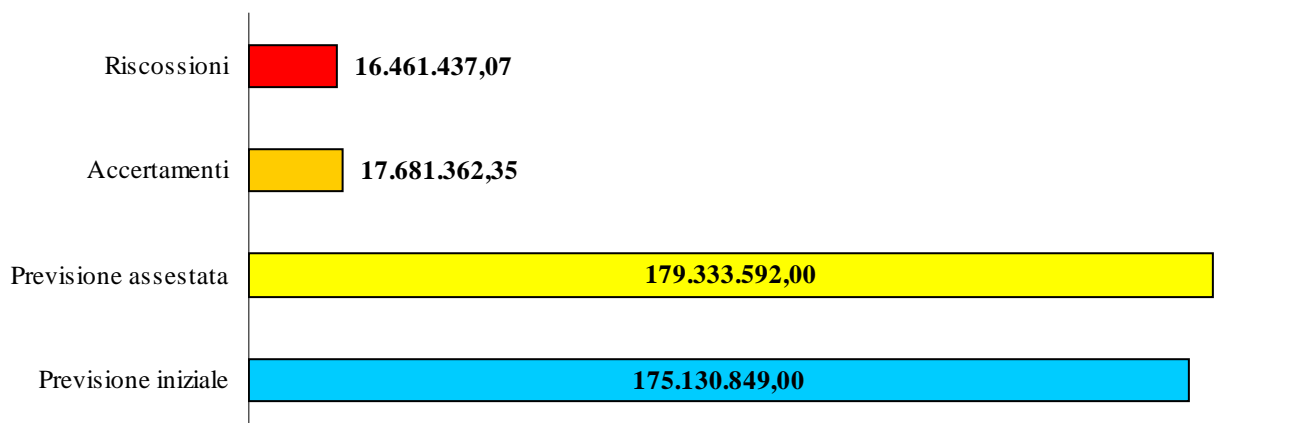 Riscossioni 16.461.437,07
Accertamenti 17.681.362,35
Previsione assestata 179.333.592,00
Previsione iniziale 175.130.849,00